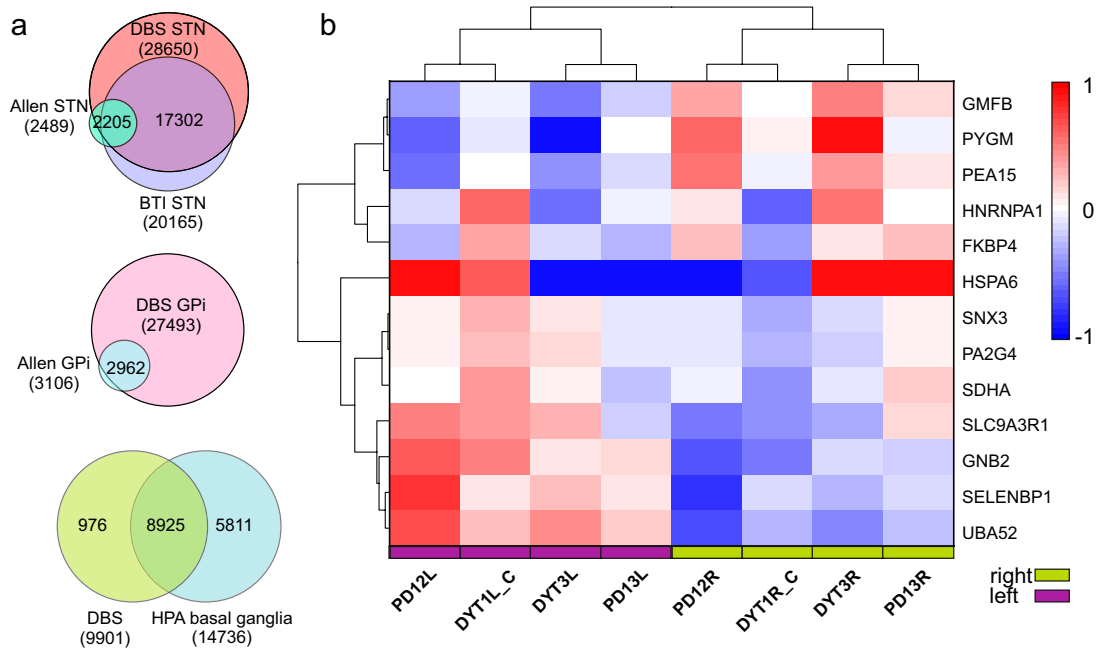 a
DBS STN
(28650)
Allen STN
(2489)
2205
17302
BTI STN
(20165)
DBS GPi
(27493)
Allen GPi
(3106)
2962
976
8925
5811
DBS
(9901)
HPA basal ganglia
(14736)
b
GMFB
PYGM
PEA15
HNRNPA1
FKBP4
HSPA6
SNX3
PA2G4
SDHA
SLC9A3R1
GNB2
SELENBP1
UBA52
1
0
-1
PD12L
DYT1L_C
DYT3L
PD13L
PD12R
DYT1R_C
DYT3R
PD13R
right
left